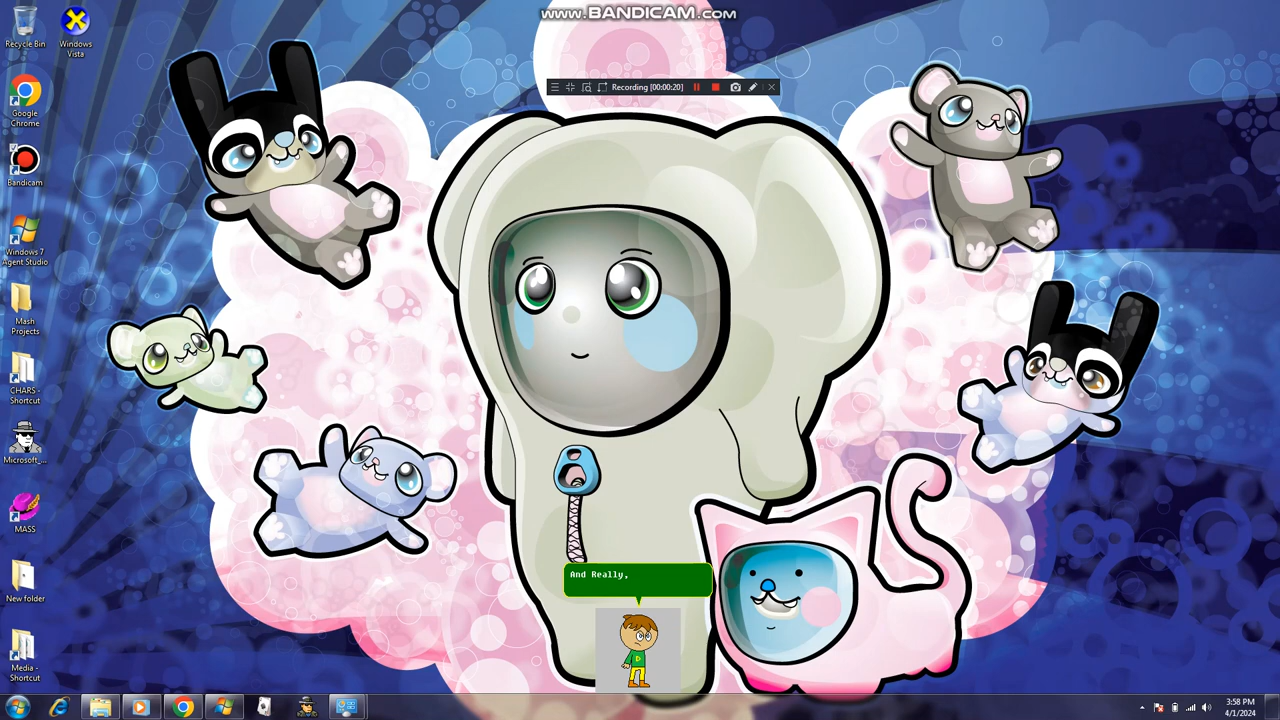 www.BANDICAM.com
Recycle Bin
Windows
Vista
Recording [00:00:20]
Google
Chrome
Bandicam
Windows 7
Agent Studio
Mash
Projects
CHARS -
Shortcut
Microsoft_...
MASS
And Really,
New folder
Media -
Shortcut
3:58 PM
4/1/2024